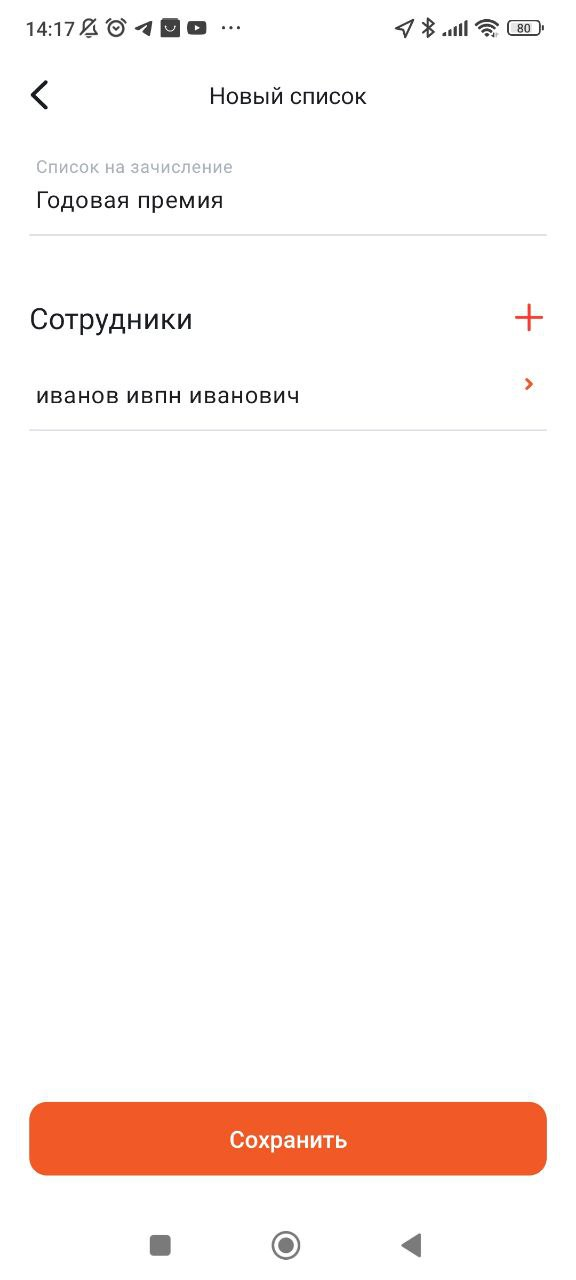 14:17
80
Новый список
Список на зачисление
Годовая премия
Сотрудники
иванов ивпн иванович
Сохранить